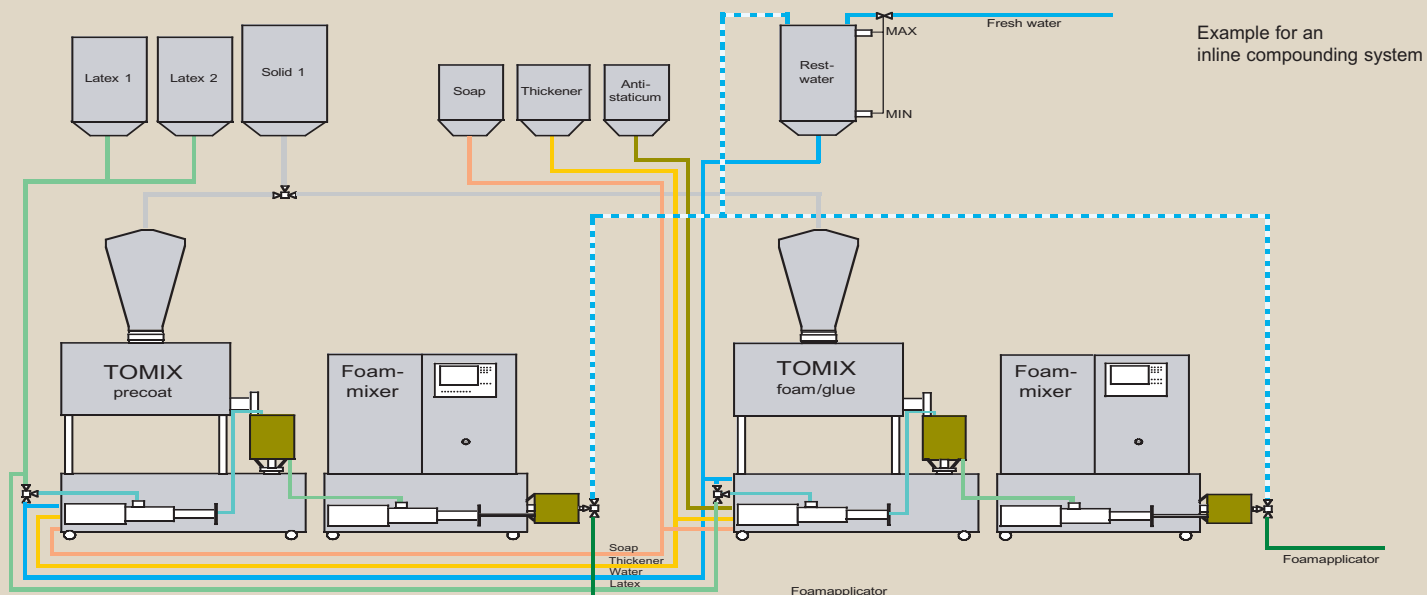 Fresh water
Example for an
inline compounding system
MAX
Latex 1
Latex 2
Solid 1
Soap
Thickener
Anti-
staticum
Rest-
water
MIN
TOMIX
precoat
Foam-
mixer
TOMIX
foam/glue
Foam-
mixer
Soap
Thickener
Water
Latex
Foamapplicator
Foamapplicator